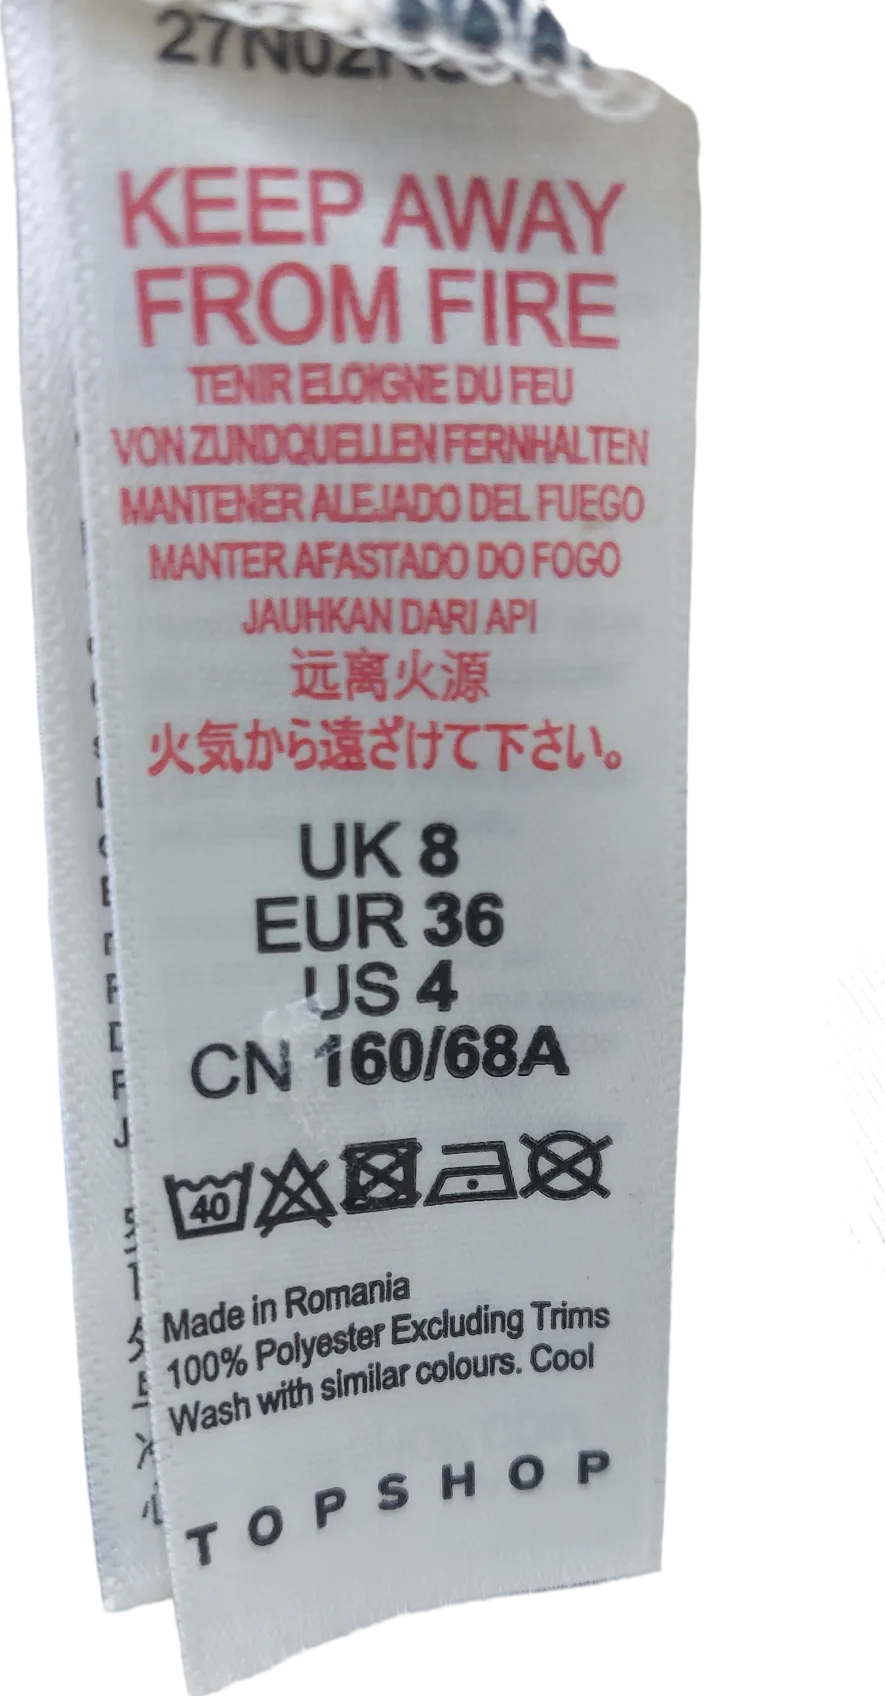 KEEP AWAY
FROM FIRE
TENIR ELOIGNE DU FEU
VON ZUNDQUELLEN FERNHALTEN
MANTENER ALEJADO DEL FUEGO
MANTER AFASTADO DO FOGO
JAUHKAN DARI API
远离火源
火気から遠ざけて下さい。
UK 8
EUR 36
US 4
CN 160/68A
40
Made in Romania
100% Polyester Excluding Trims
Wash with similar colours. Cool
TOPSHOP